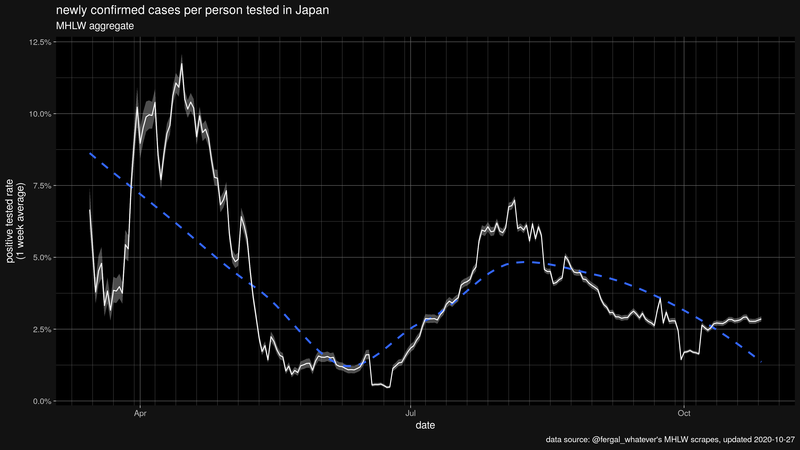 newly confirmed cases per person tested in Japan
MHLW aggregate
12.5%
10.0%
7.5%
5.0%
2.5%
0.0%
positive tested rate
(1 week average)
Apr
Jul
Oct
date
data source: @fergal_whatever's MHLW scrapes, updated 2020-10-27